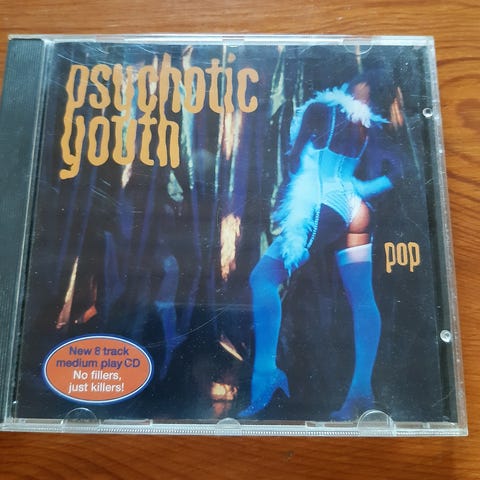 psychotic
youth
pop
New 8 track
medium play CD
No fillers,
just killers!